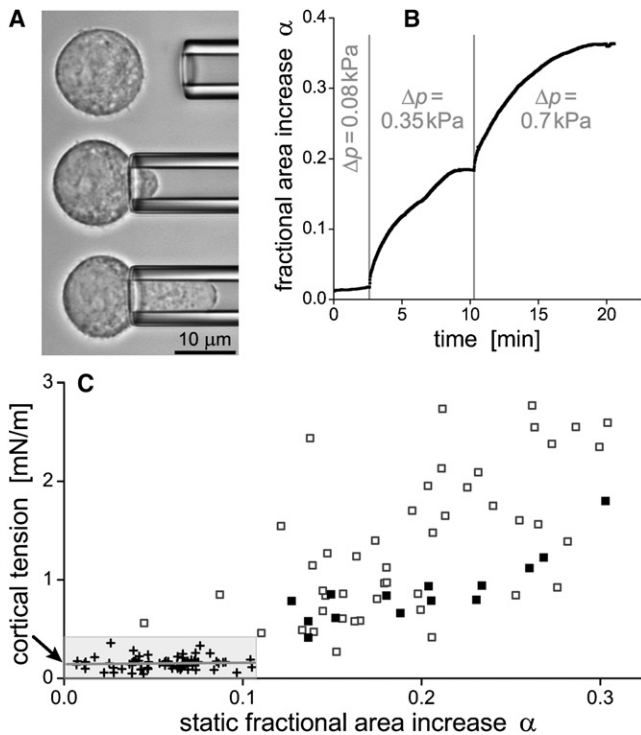 A
10 μm
B
fractional area increase α
0.4
0.3
0.2
0.1
0.0
Δp = 0.08 kPa
Δp =
0.35 kPa
Δp =
0.7 kPa
0
5
10
15
20
time [min]
C
cortical tension [mN/m]
3
2
1
0
0.0
0.1
0.2
0.3
static fractional area increase α